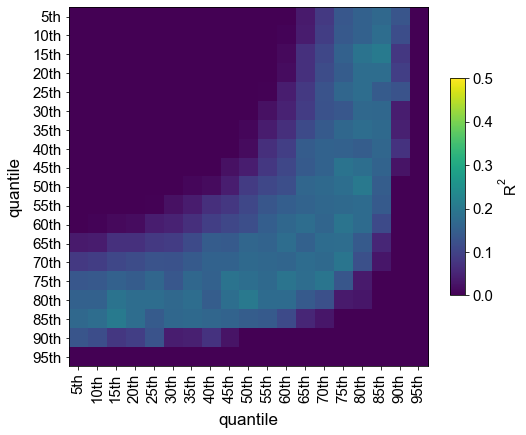 5th
10th
15th
20th
25th
30th
35th
40th
45th
50th
55th
60th
65th
70th
75th
80th
85th
90th
95th
quantile
5th
10th
15th
20th
25th
30th
35th
40th
45th
50th
55th
60th
65th
70th
75th
80th
85th
90th
95th
quantile
0.5
0.4
0.3
0.2
0.1
0.0
R²